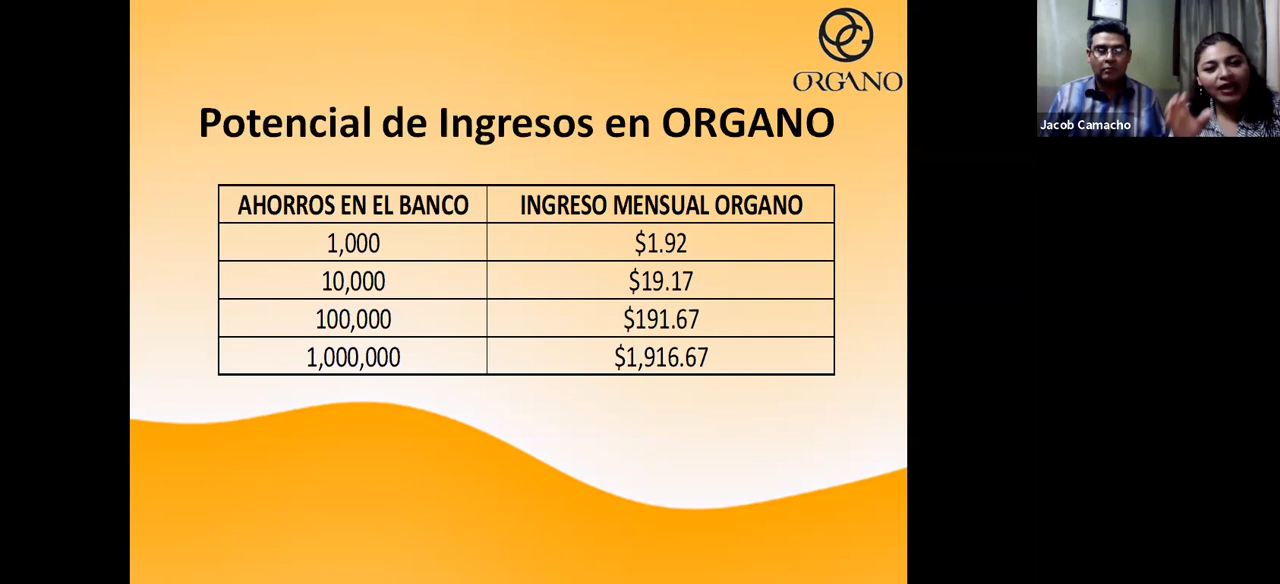 ORGANO
Potencial de Ingresos en ORGANO
AHORROS EN EL BANCO INGRESO MENSUAL ORGANO
1,000 $1.92
10,000 $19.17
100,000 $191.67
1,000,000 $1,916.67
Jacob Camacho